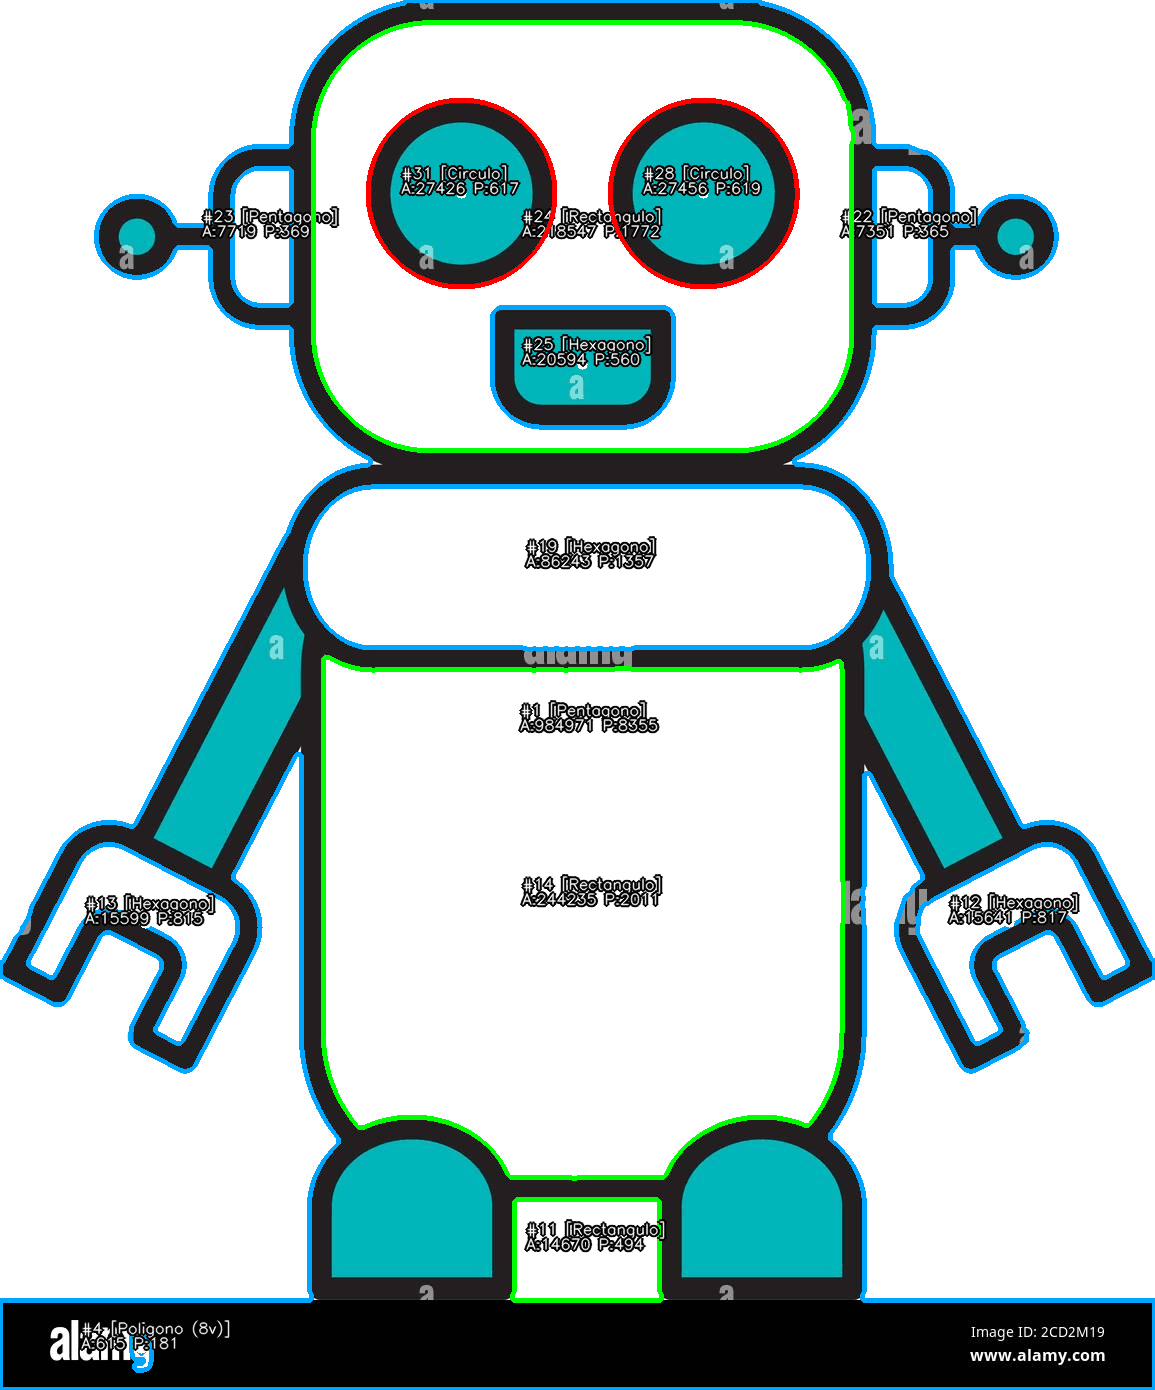 a a
a
#31 [Circulo]
A:27426 P:617
#28 [Circulo]
A:27456 P:619
#23 [Pentagono]
A:7719 P:369
#24 [Rectangulo]
A:218547 P:1772
#22 [Pentagono]
A:7351 P:365
a a a a
#25 [Hexagono]
A:20594 P:560
a
#19 [Hexagono]
A:86243 P:1357
a alamy a
#1 [Pentagono]
A:984971 P:8355
#14 [Rectangulo]
A:244235 P:2011
#13 [Hexagono]
A:15599 P:815
#12 [Hexagono]
A:15641 P:817
alamy
#11 [Rectangulo]
A:14670 P:494
a a
#4 [Poligono (8v)]
A:615 P:181
alamy
Image ID: 2CD2M19
www.alamy.com